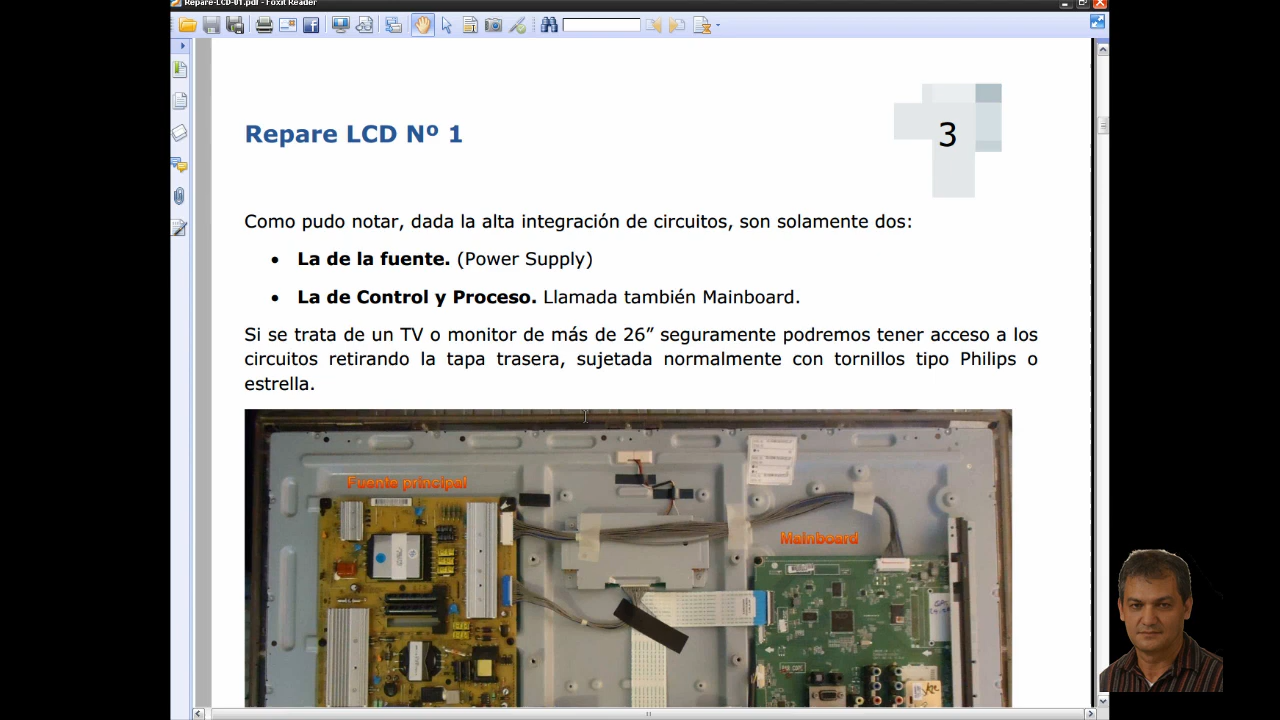 Repare-LCD-01.pdf - Foxit Reader
Repare LCD Nº 1
3
Como pudo notar, dada la alta integración de circuitos, son solamente dos:
• La de la fuente. (Power Supply)
• La de Control y Proceso. Llamada también Mainboard.
Si se trata de un TV o monitor de más de 26” seguramente podremos tener acceso a los
circuitos retirando la tapa trasera, sujetada normalmente con tornillos tipo Philips o
estrella.
Fuente principal
Mainboard